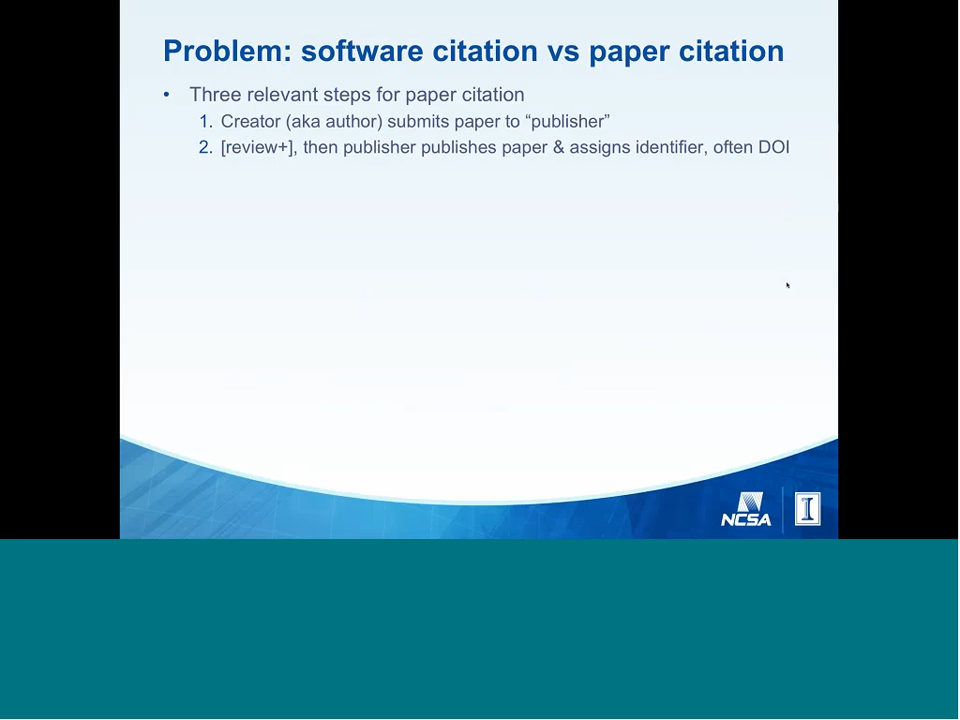 Problem: software citation vs paper citation
• Three relevant steps for paper citation
1. Creator (aka author) submits paper to “publisher”
2. [review+], then publisher publishes paper & assigns identifier, often DOI
NCSA
I